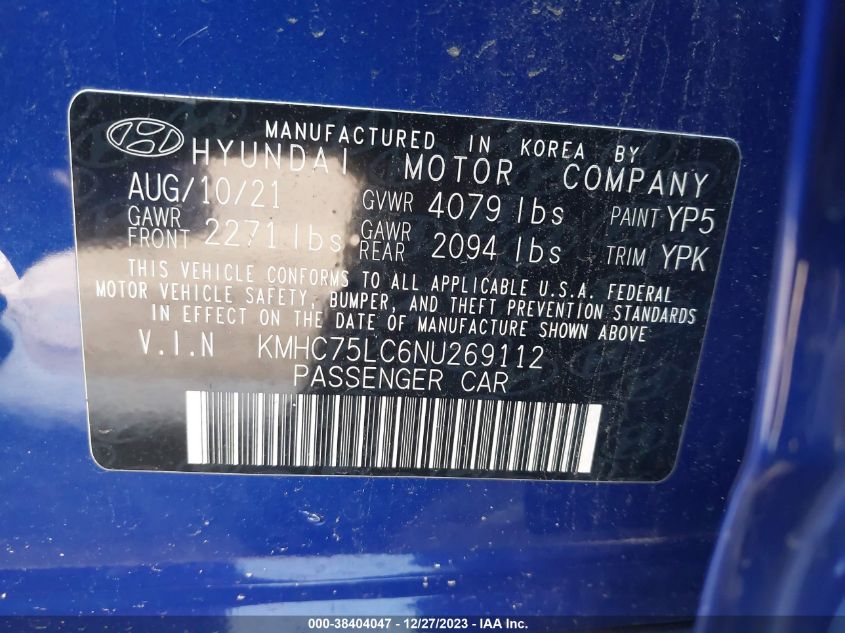 MANUFACTURED IN KOREA BY
HYUNDAI MOTOR COMPANY
AUG/10/21 GVWR 4079 lbs PAINT YP5
GAWR FRONT 2271 lbs GAWR REAR 2094 lbs TRIM YPK
THIS VEHICLE CONFORMS TO ALL APPLICABLE U.S.A. FEDERAL
MOTOR VEHICLE SAFETY, BUMPER, AND THEFT PREVENTION STANDARDS
IN EFFECT ON THE DATE OF MANUFACTURE SHOWN ABOVE
V.I.N KMHC75LC6NU269112
PASSENGER CAR
000-38404047 - 12/27/2023 - IAA Inc.